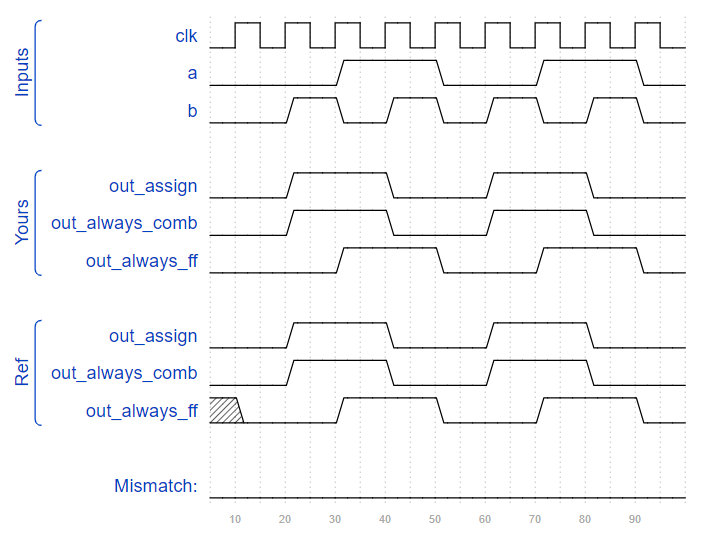 Inputs
clk
a
b
Yours
out_assign
out_always_comb
out_always_ff
Ref
out_assign
out_always_comb
out_always_ff
Mismatch:
10 20 30 40 50 60 70 80 90